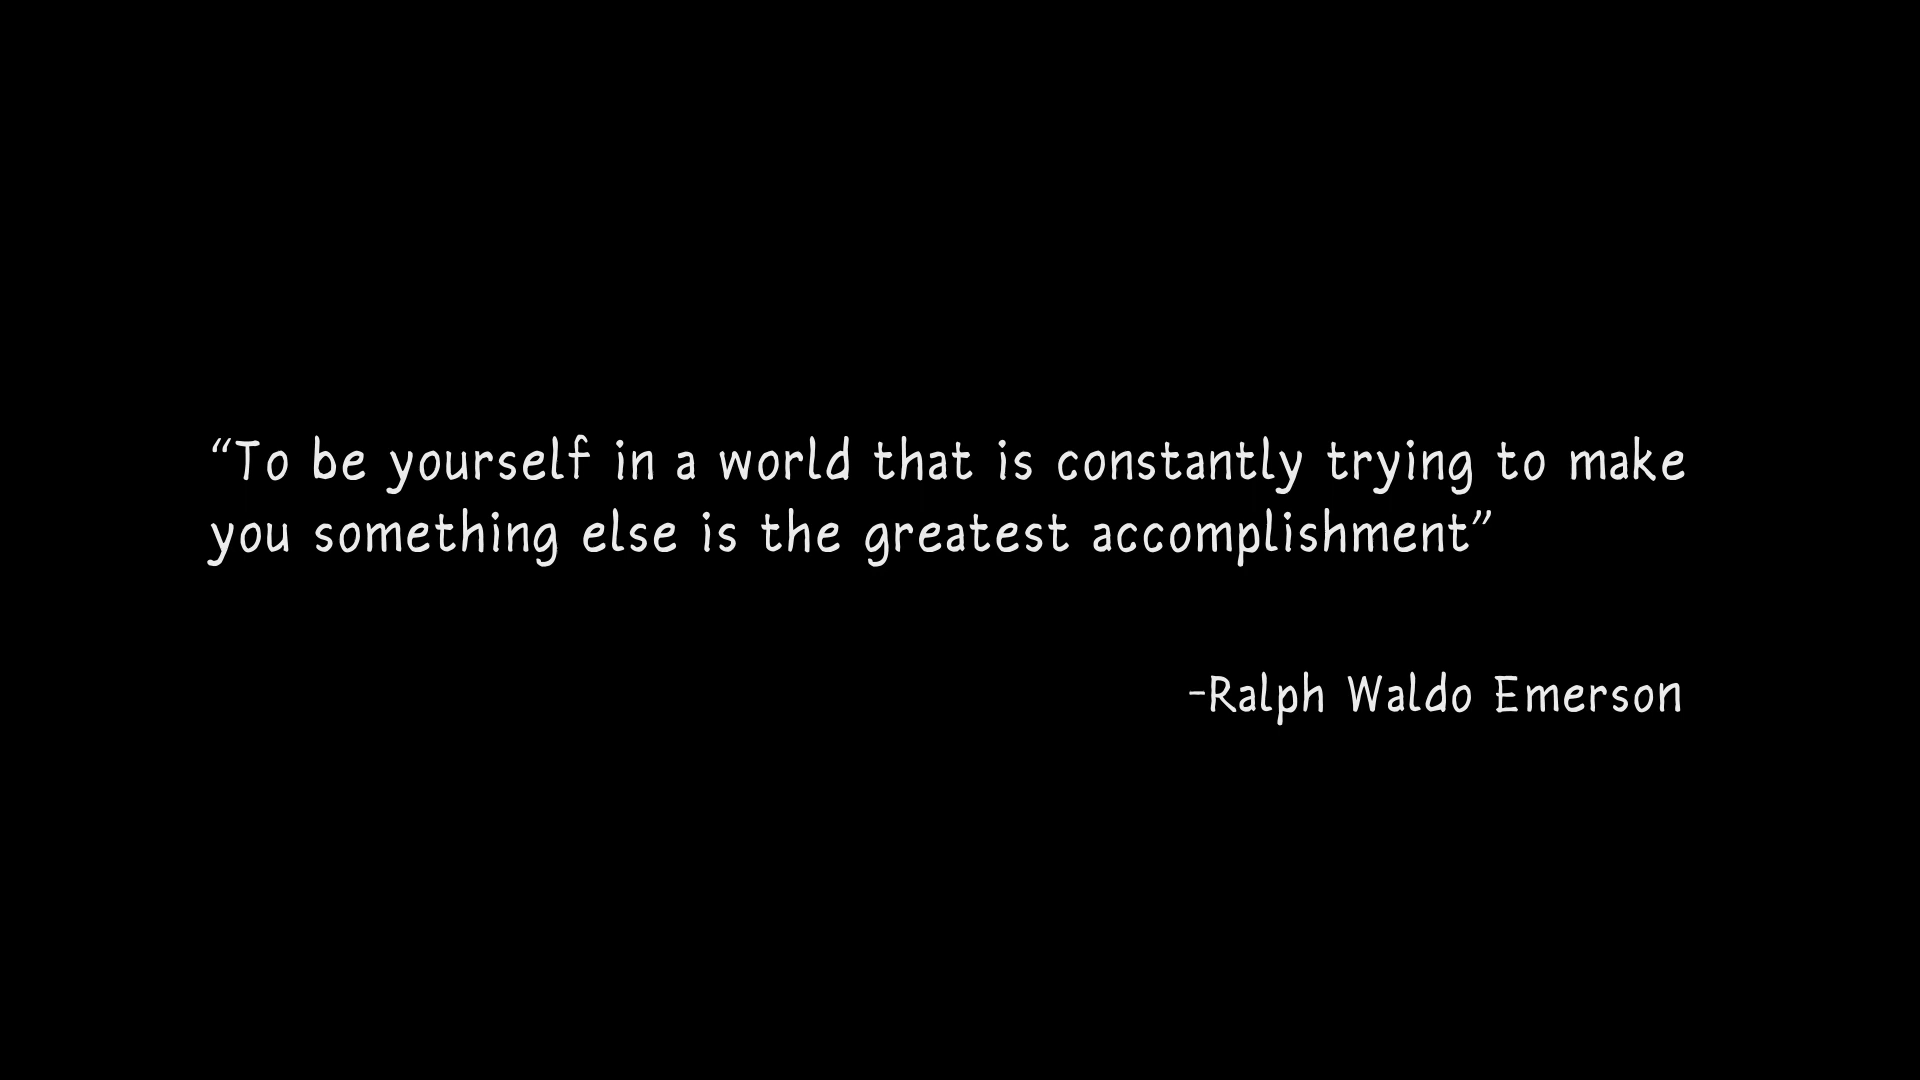 “To be yourself in a world that is constantly trying to make
you something else is the greatest accomplishment”
-Ralph Waldo Emerson